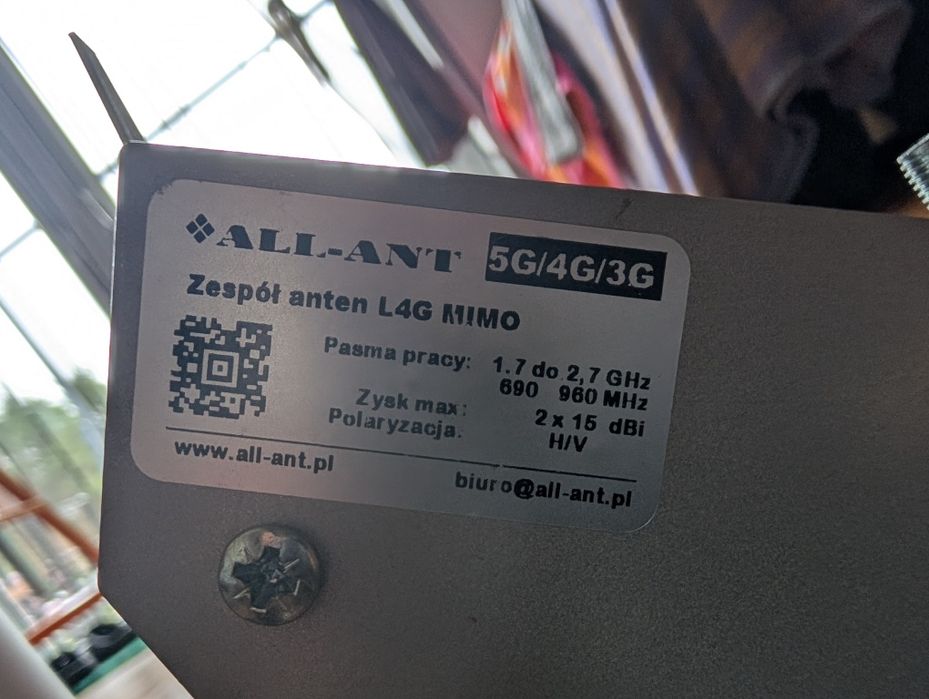 ALL-ANT 5G/4G/3G
Zespół anten L4G MIMO
Pasma pracy: 1.7 do 2,7 GHz
690 960 MHz
Zysk max: 2 x 15 dBi
Polaryzacja: H/V
www.all-ant.pl
biuro@all-ant.pl